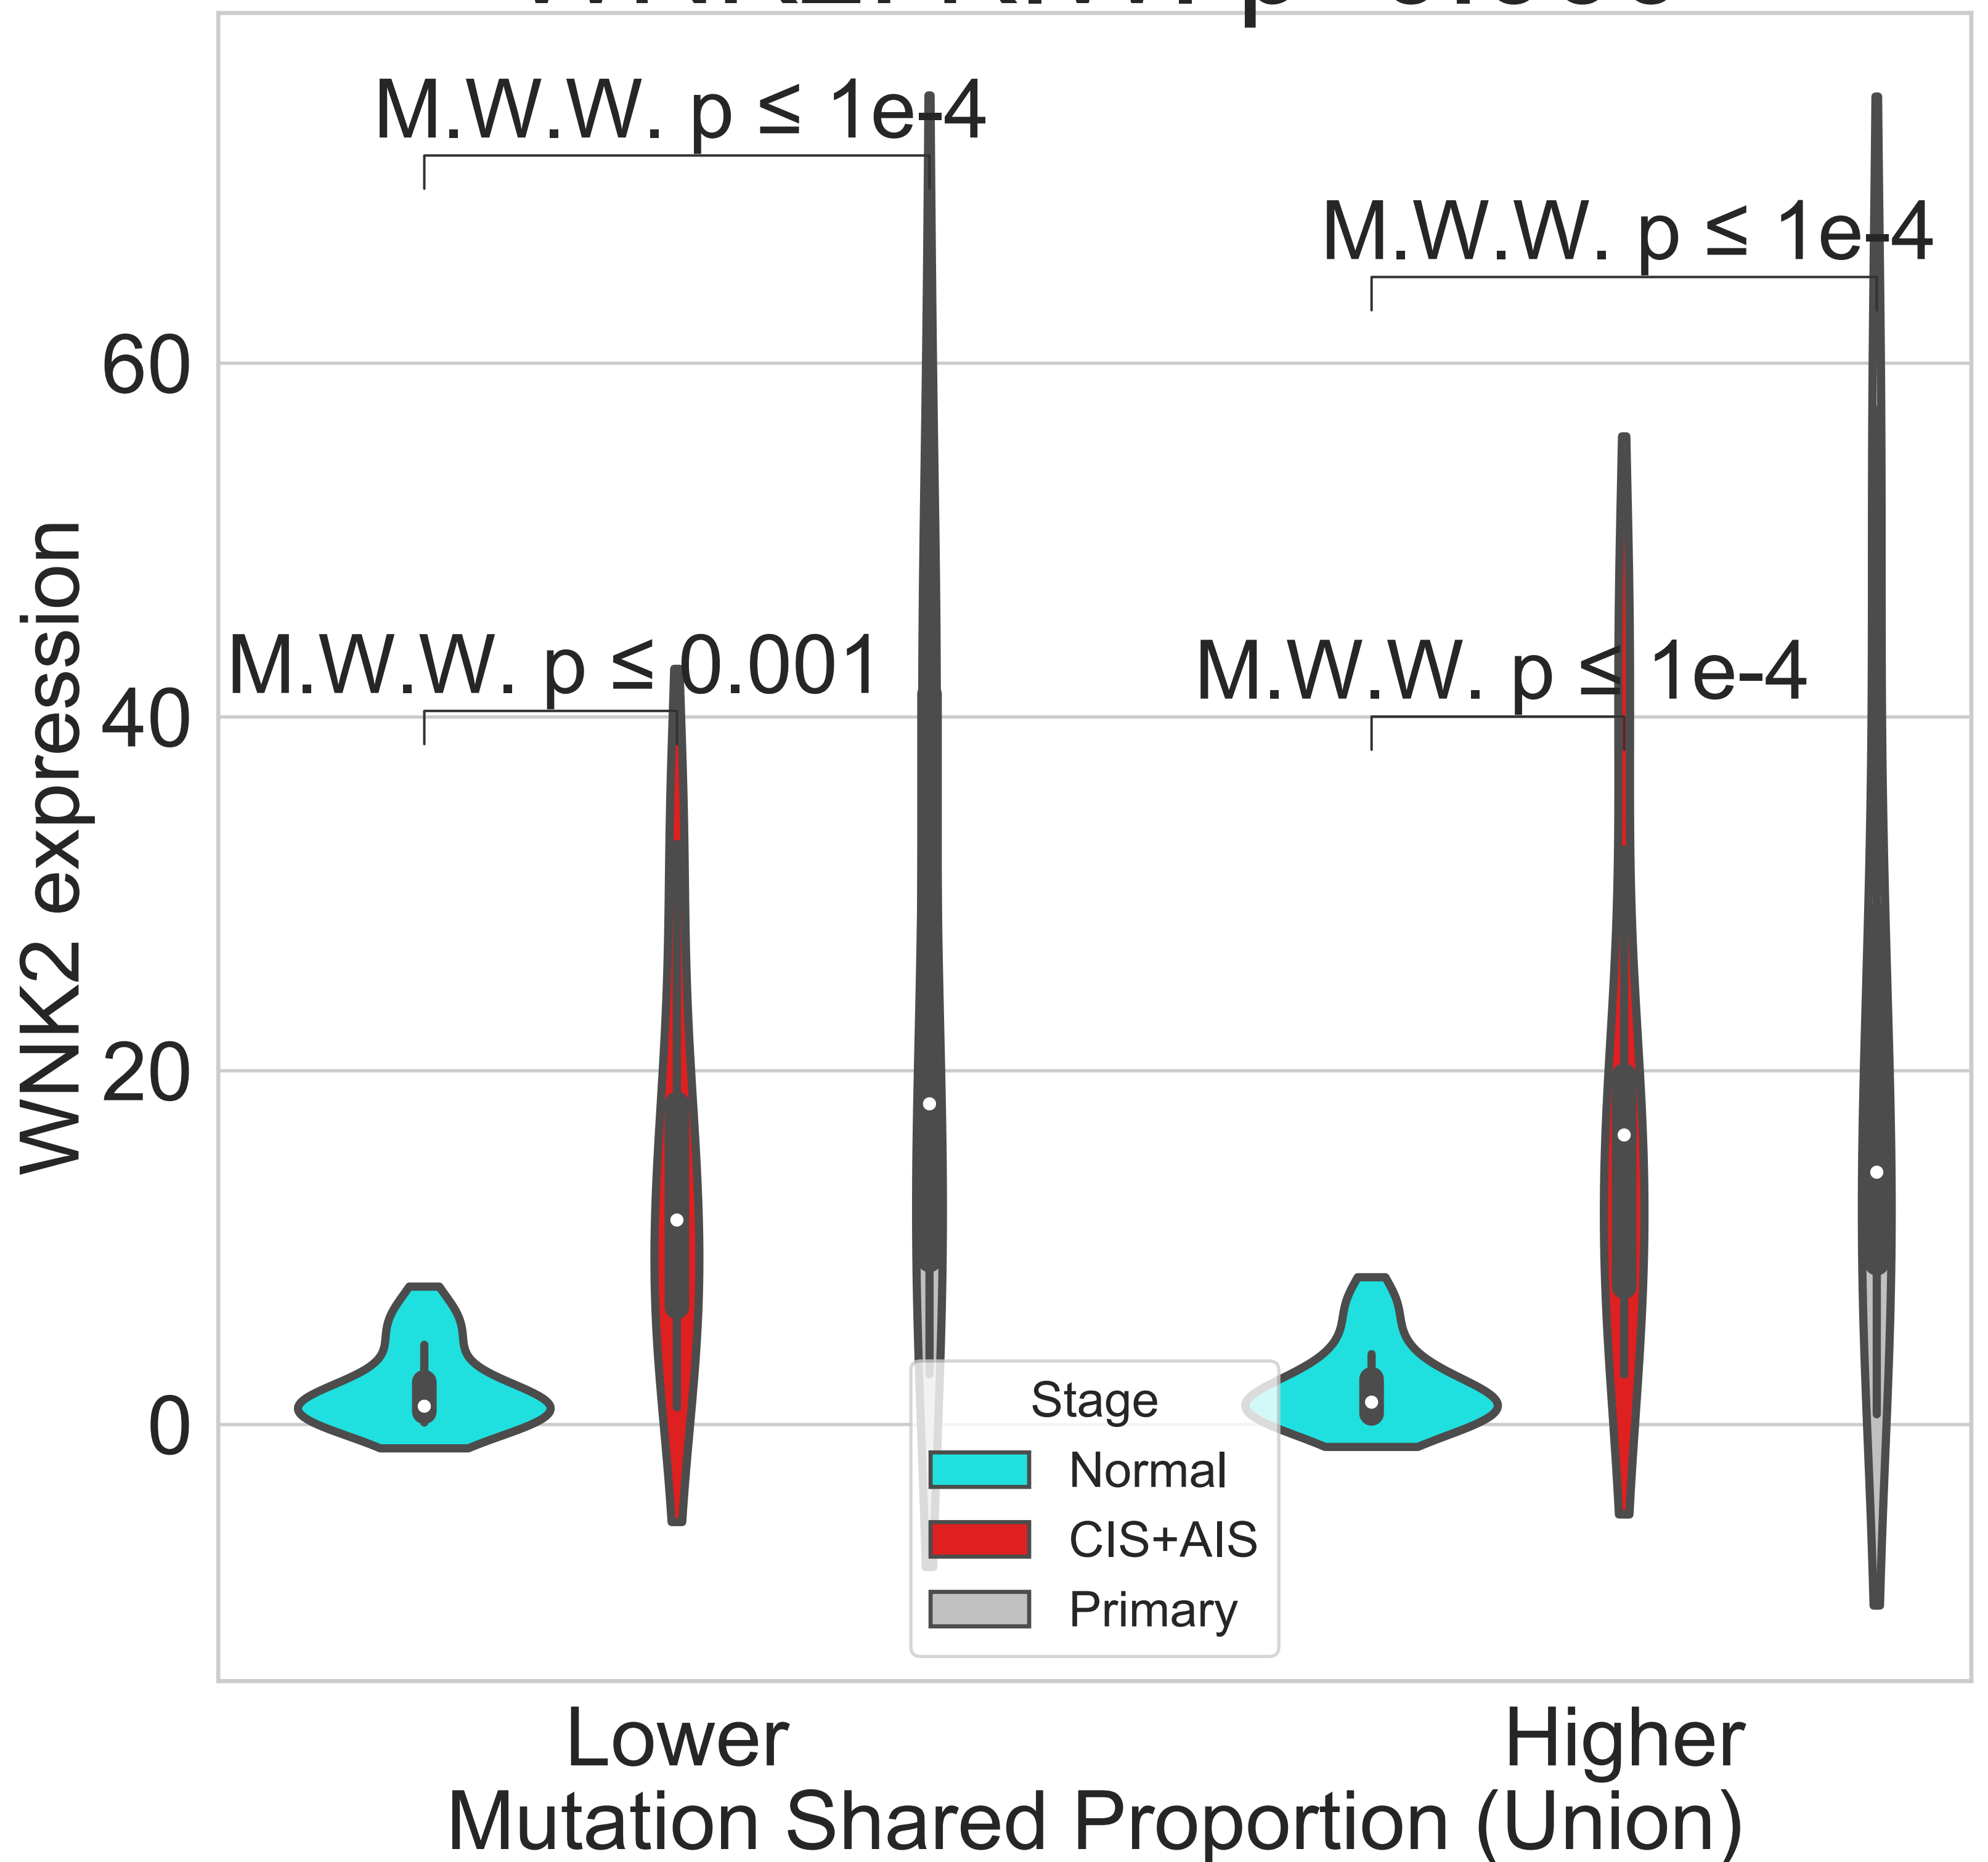 M.W.W. p ≤ 1e-4
M.W.W. p ≤ 1e-4
M.W.W. p ≤ 0.001
M.W.W. p ≤ 1e-4
WNK2 expression
60
40
20
0
Stage
Normal
CIS+AIS
Primary
Lower
Higher
Mutation Shared Proportion (Union)